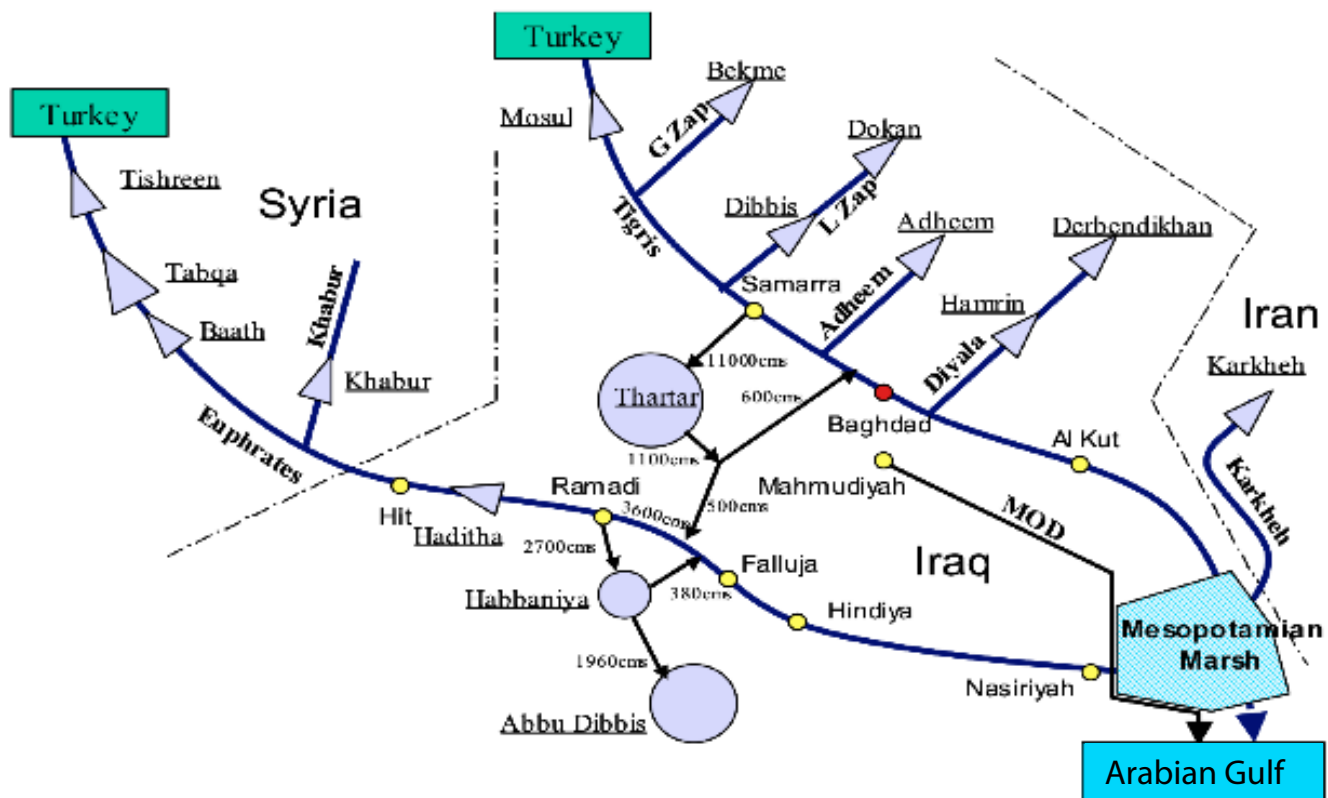 Turkey
Turkey
Bekme
Mosul
G Zap
Dokan
Tishreen
Syria
Dibbis
L Zap
Adheem
Derbendikhan
Tigris
Tabqa
Samarra
Khabur
Adheem
Hamrin
Iran
Baath
11000cms
Diyala
Karkheh
Khabur
Thartar
600cms
Baghdad
Euphrates
Al Kut
1100cms
Mahmudiyah
Karkheh
Ramadi
500cms
MOD
Hit
3600cms
Haditha
2700cms
Falluja
Iraq
Habbaniya
380cms
Hindiya
Mesopotamian
Marsh
1960cms
Nasiriyah
Abbu Dibbis
Arabian Gulf